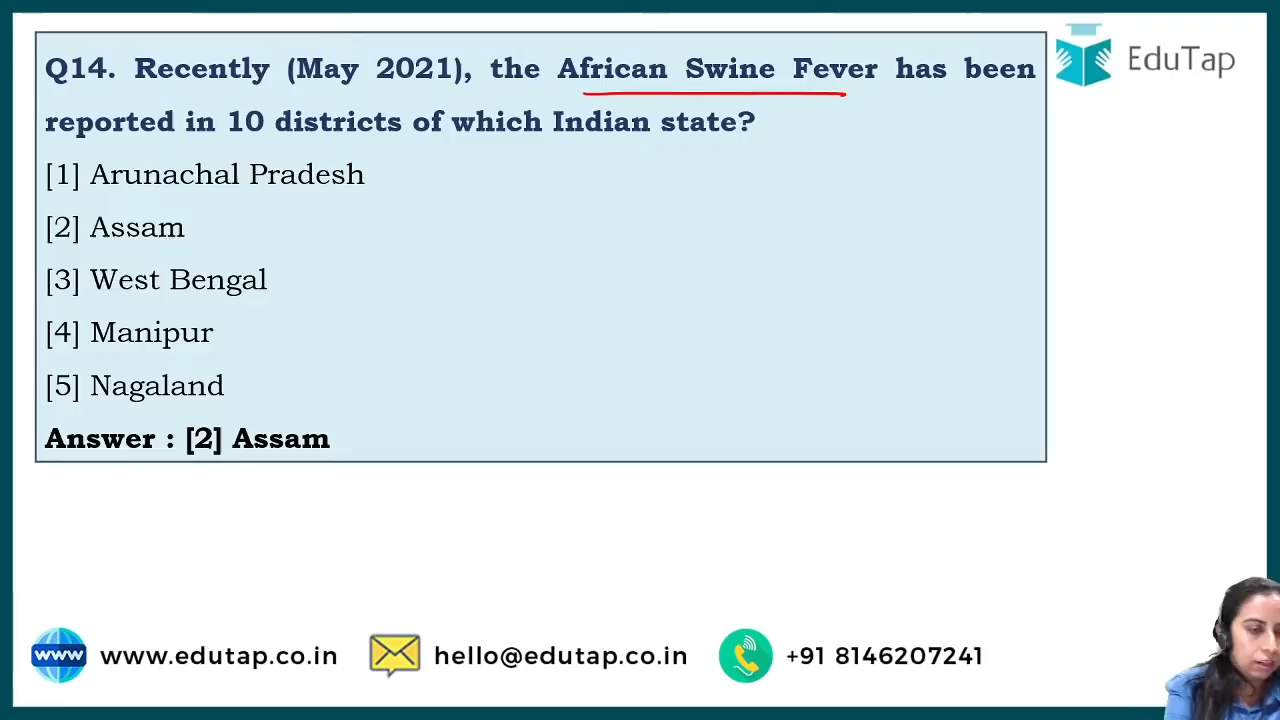 Q14. Recently (May 2021), the African Swine Fever has been
reported in 10 districts of which Indian state?
[1] Arunachal Pradesh
[2] Assam
[3] West Bengal
[4] Manipur
[5] Nagaland
Answer : [2] Assam
EduTap
www
www.edutap.co.in
hello@edutap.co.in
+91 8146207241